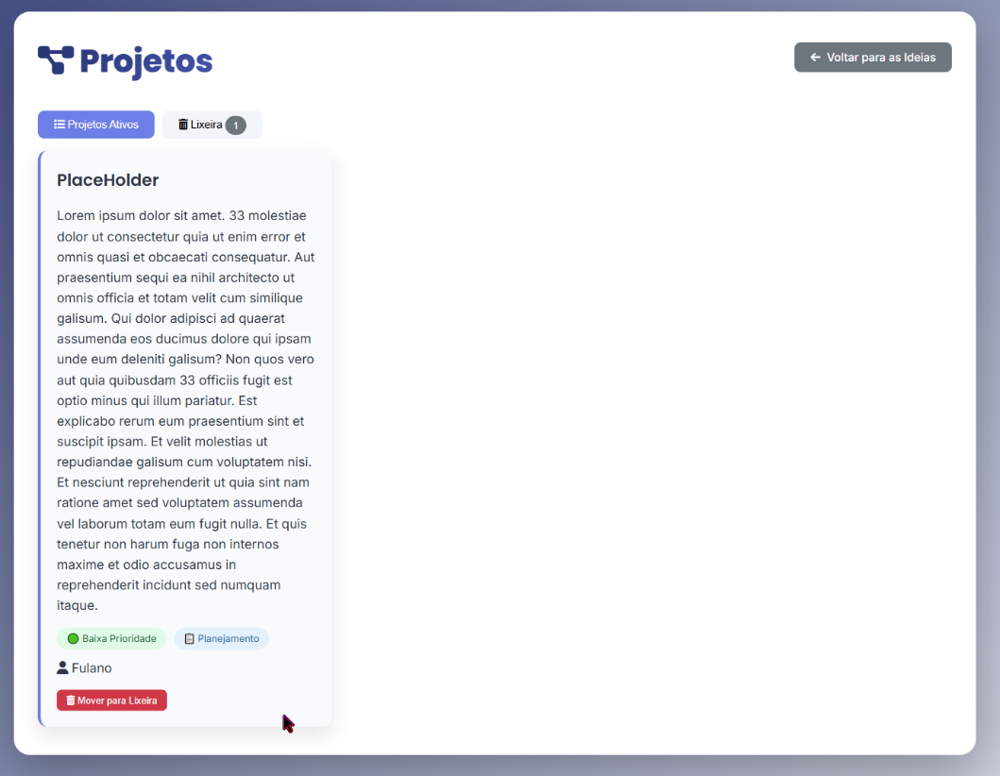 Projetos
Voltar para as Ideias
Projetos Ativos
Lixeira 1
PlaceHolder
Lorem ipsum dolor sit amet. 33 molestiae
dolor ut consectetur quia ut enim error et
omnis quasi et obcaecati consequatur. Aut
praesentium sequi ea nihil architecto ut
omnis officia et totam velit cum similique
galisum. Qui dolor adipisci ad quaerat
assumenda eos ducimus dolore qui ipsam
unde eum deleniti galisum? Non quos vero
aut quia quibusdam 33 officiis fugit est
optio minus qui illum pariatur. Est
explicabo rerum eum praesentium sint et
suscipit ipsam. Et velit molestias ut
repudiandae galisum cum voluptatem nisi.
Et nesciunt reprehenderit ut quia sint nam
ratione amet sed voluptatem assumenda
vel laborum totam eum fugit nulla. Et quis
tenetur non harum fuga non internos
maxime et odio accusamus in
reprehenderit incidunt sed numquam
itaque.
Baixa Prioridade
Planejamento
Fulano
Mover para Lixeira